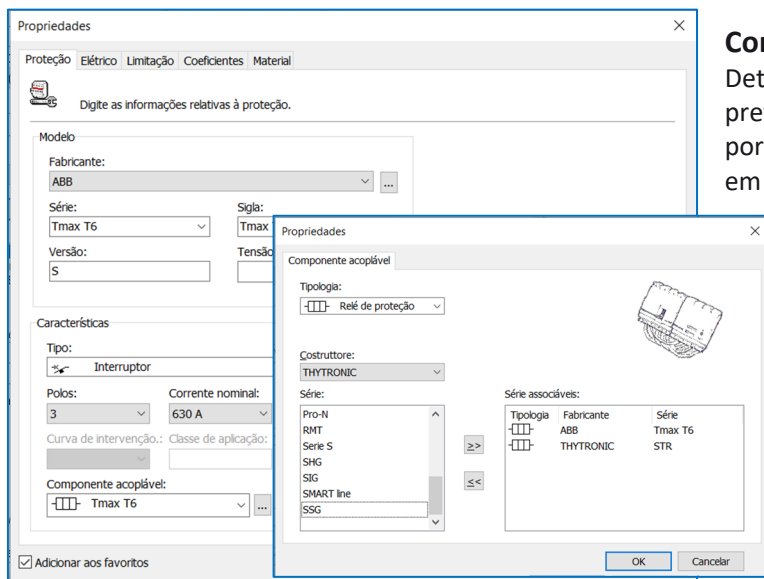 Propriedades
Proteção Elétrico Limitação Coeficientes Material
Digite as informações relativas à proteção.
Modelo
Fabricante:
ABB
...
Série:
Sigla:
Tmax T6
Tmax
Versão:
Tensão
S
Características
Tipo:
Interruptor
Polos:
Corrente nominal:
3
630 A
Curva de intervenção.:
Classe de aplicação:
Componente acoplável:
Tmax T6
...
Adicionar aos favoritos
Propriedades
Componente acoplável
Tipologia:
Relé de proteção
Costruttore:
THYTRONIC
Série:
Pro-N
RMT
Serie S
SHG
SIG
SMART line
SSG
>>
<<
Série associáveis:
Tipologia Fabricante Série
ABB Tmax T6
THYTRONIC STR
OK Cancelar
por
em